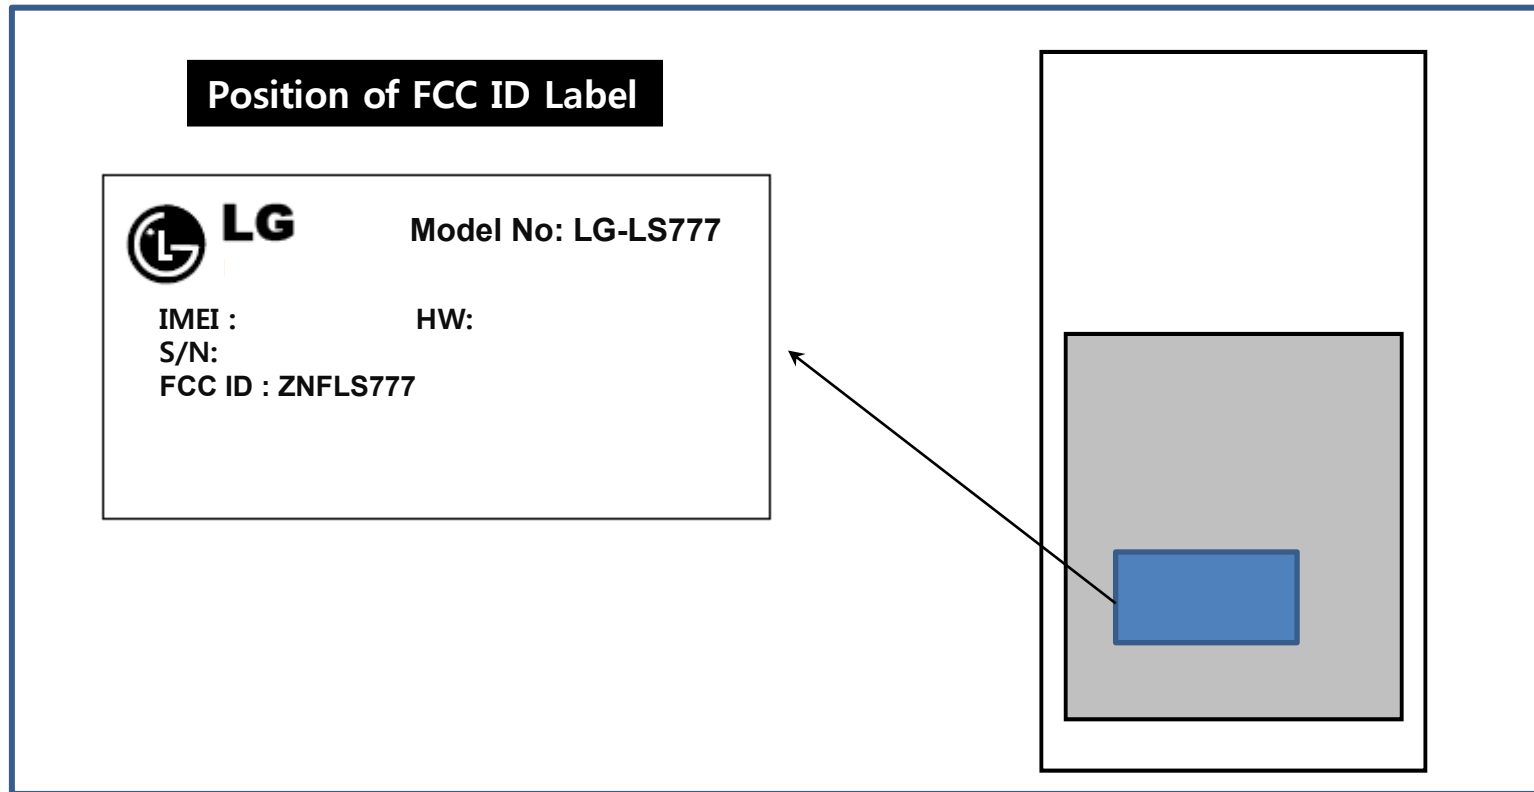 Position of FCC ID Label
LG
Model No: LG-LS777
IMEI :
HW:
S/N:
FCC ID : ZNFLS777